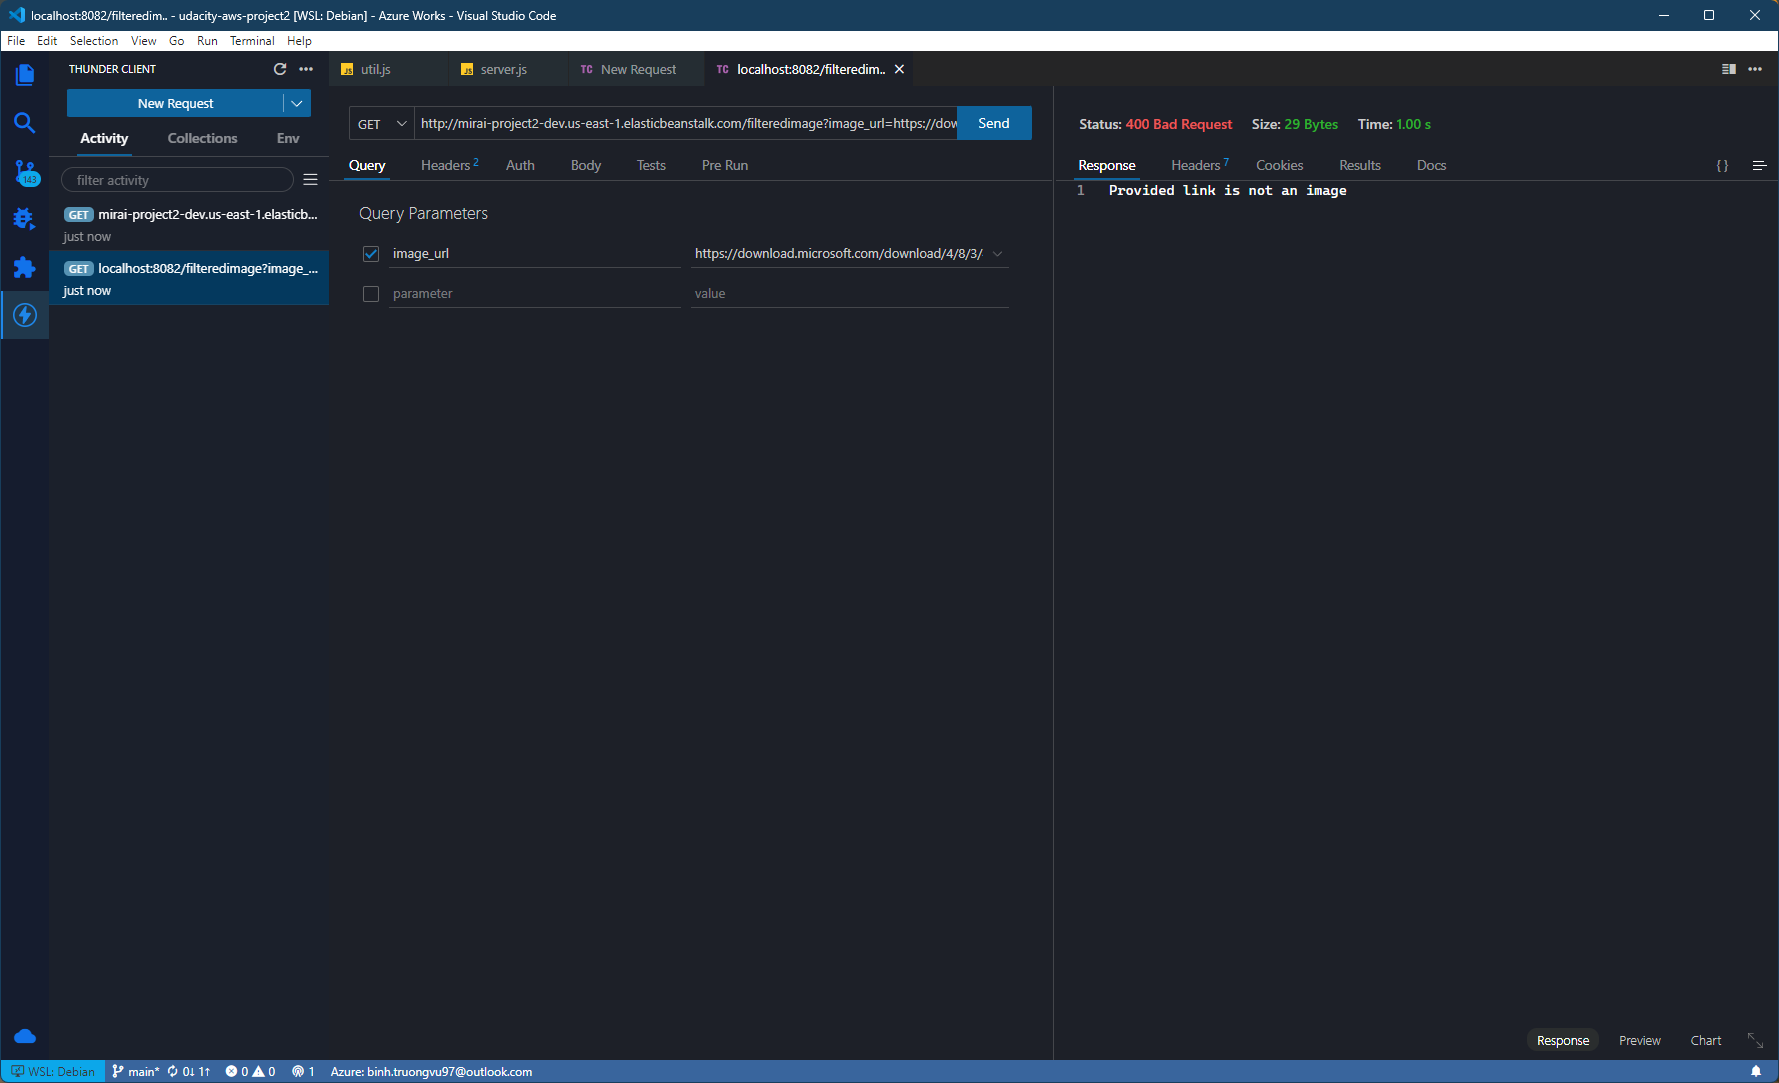 localhost:8082/filteredim.. - udacity-aws-project2 [WSL: Debian] - Azure Works - Visual Studio Code
File Edit Selection View Go Run Terminal Help
THUNDER CLIENT
New Request
Activity Collections Env
filter activity
GET mirai-project2-dev.us-east-1.elasticb...
just now
GET localhost:8082/filteredimage?image_...
just now
143
JS util.js JS server.js TC New Request TC localhost:8082/filteredim..
GET http://mirai-project2-dev.us-east-1.elasticbeanstalk.com/filteredimage?image_url=https://dow Send
Query Headers 2 Auth Body Tests Pre Run
Query Parameters
image_url https://download.microsoft.com/download/4/8/3/
parameter value
Status: 400 Bad Request Size: 29 Bytes Time: 1.00 s
Response Headers 7 Cookies Results Docs {}
1 Provided link is not an image
Response Preview Chart
WSL: Debian main* 0↓ 1↑ 0 0 1 Azure: binh.truongvu97@outlook.com